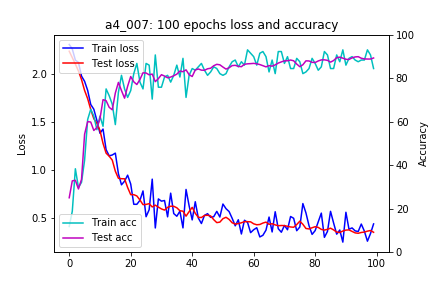 a4_007: 100 epochs loss and accuracy
Train loss
Test loss
2.0
1.5
1.0
0.5
Loss
100
80
60
40
20
0
Accuracy
Train acc
Test acc
0 20 40 60 80 100